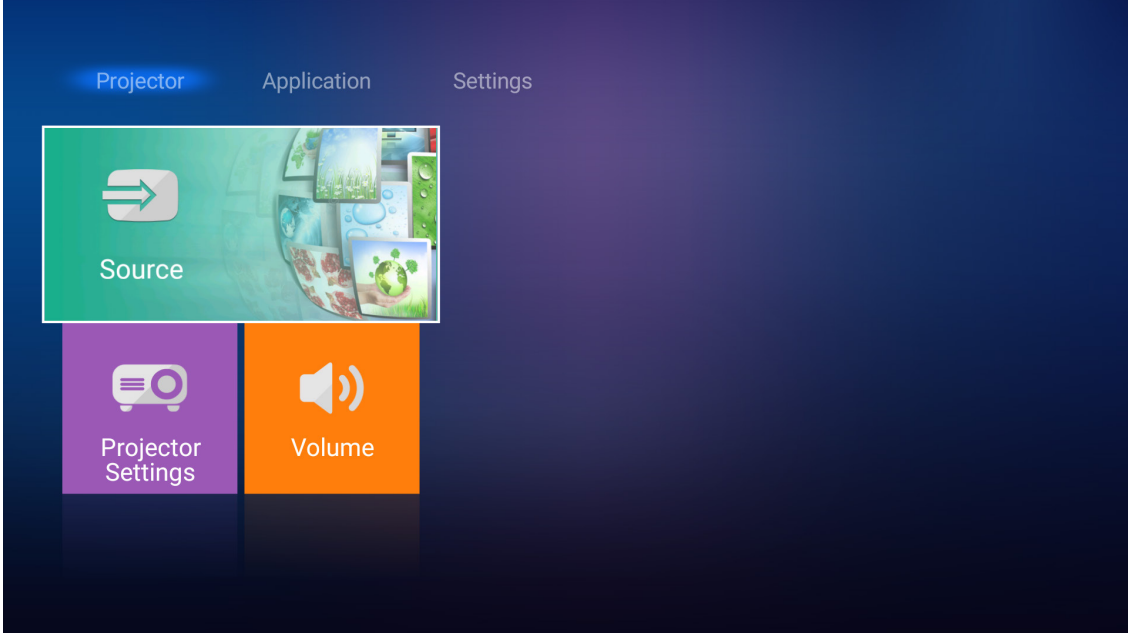 Projector
Application
Settings
Source
Projector
Settings
Volume